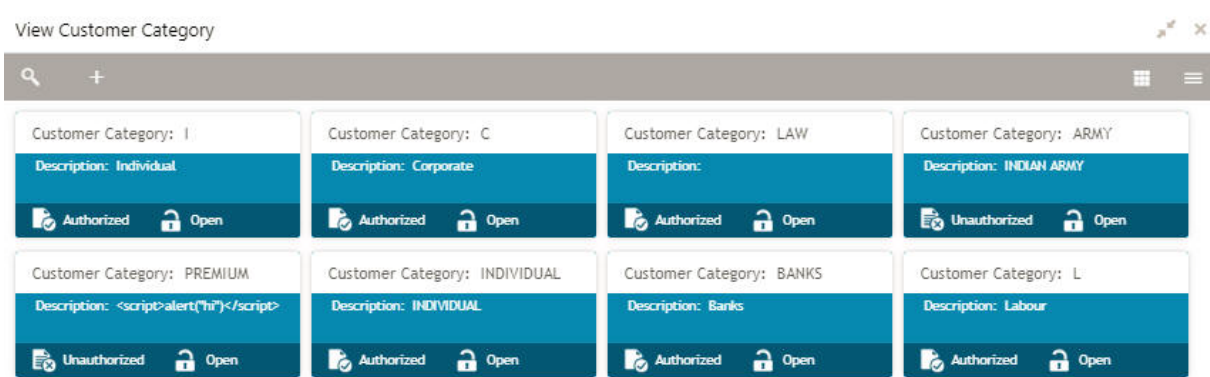 View Customer Category
Customer Category: I
Description: Individual
Authorized Open
Customer Category: C
Description: Corporate
Authorized Open
Customer Category: LAW
Description:
Authorized Open
Customer Category: ARMY
Description: INDIAN ARMY
Unauthorized Open
Customer Category: PREMIUM
Description: <script>alert("hi")</script>
Unauthorized Open
Customer Category: INDIVIDUAL
Description: INDIVIDUAL
Authorized Open
Customer Category: BANKS
Description: Banks
Authorized Open
Customer Category: L
Description: Labour
Authorized Open